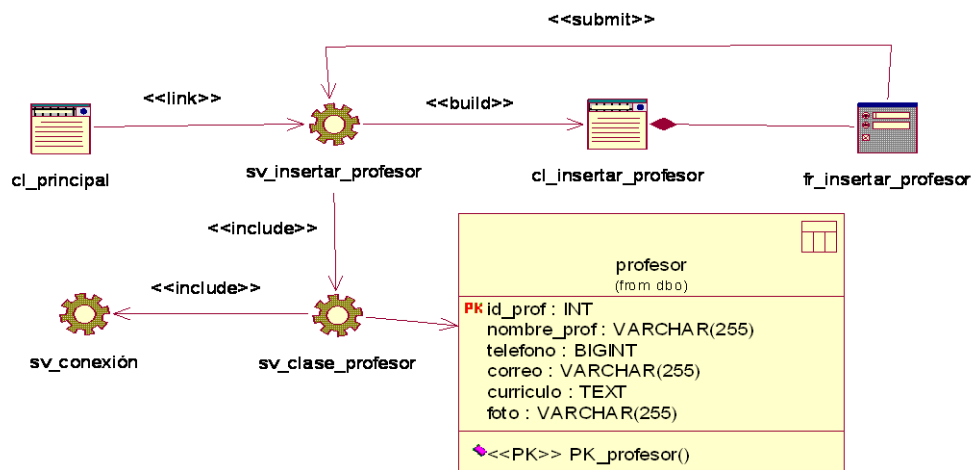 <<submit>>
<<link>>
<<build>>
cl_principal
sv_insertar_profesor
cl_insertar_profesor
fr_insertar_profesor
<<include>>
<<include>>
sv_conexión
sv_clase_profesor
profesor
(from dbo)
PK id_prof : INT
nombre_prof : VARCHAR(255)
telefono : BIGINT
correo : VARCHAR(255)
curriculo : TEXT
foto : VARCHAR(255)
<<PK>> PK_profesor()